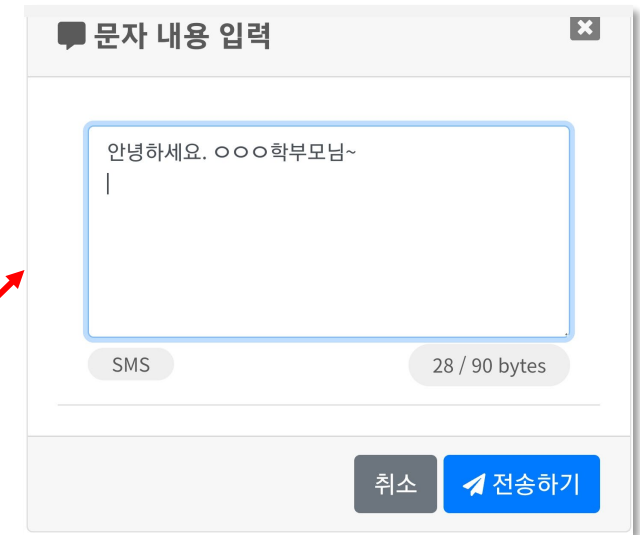 문자 내용 입력
안녕하세요. ㅇㅇㅇ학부모님~
SMS
28 / 90 bytes
취소
전송하기